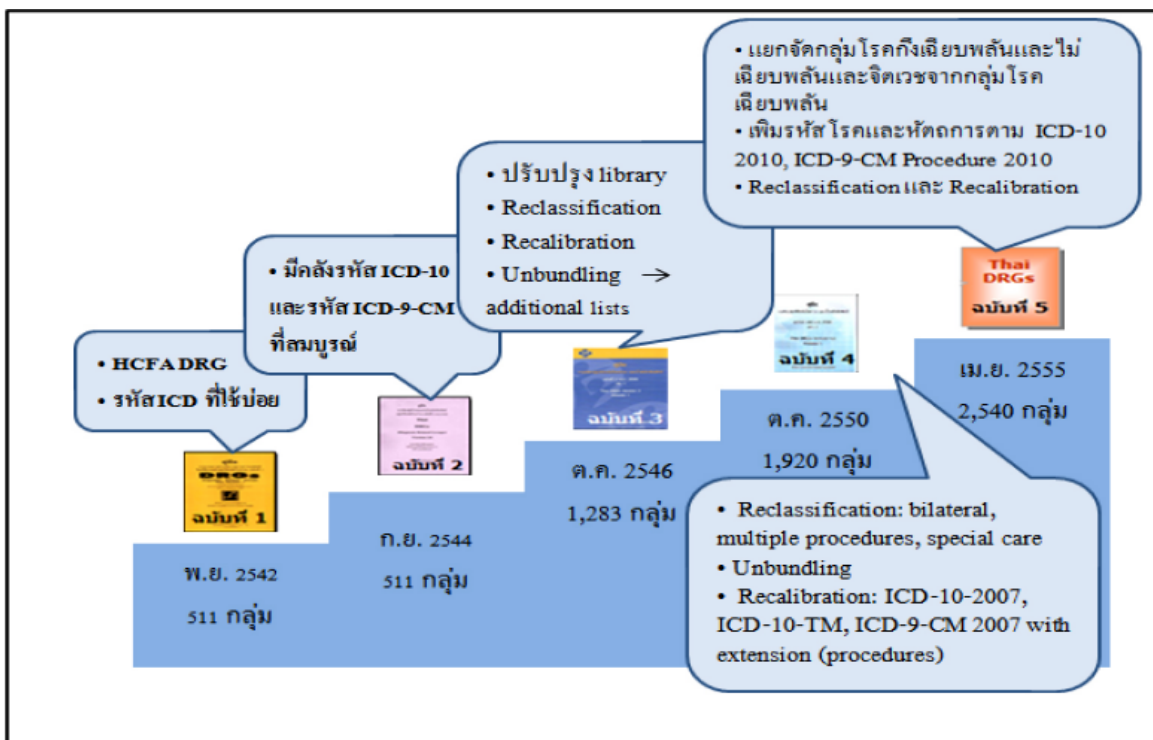 • แยกจัดกลุ่มโรคกึ่งเฉียบพลันและไม่
เฉียบพลันและจิตเวชจากกลุ่มโรค
เฉียบพลัน
• เพิ่มรหัสโรคและหัตถการตาม ICD-10
2010, ICD-9-CM Procedure 2010
• Reclassification และ Recalibration
• ปรับปรุง library
• Reclassification
• Recalibration
• Unbundling →
additional lists
• มีคลังรหัส ICD-10
และรหัส ICD-9-CM
ที่สมบูรณ์
• HCFA DRG
• รหัส ICD ที่ใช้บ่อย
DRGs
ฉบับที่ 1
พ.ย. 2542
511 กลุ่ม
ฉบับที่ 2
ก.ย. 2544
511 กลุ่ม
ฉบับที่ 3
ต.ค. 2546
1,283 กลุ่ม
ฉบับที่ 4
ต.ค. 2550
1,920 กลุ่ม
Thai
DRGs
ฉบับที่ 5
เม.ย. 2555
2,540 กลุ่ม
• Reclassification: bilateral,
multiple procedures, special care
• Unbundling
• Recalibration: ICD-10-2007,
ICD-10-TM, ICD-9-CM 2007 with
extension (procedures)